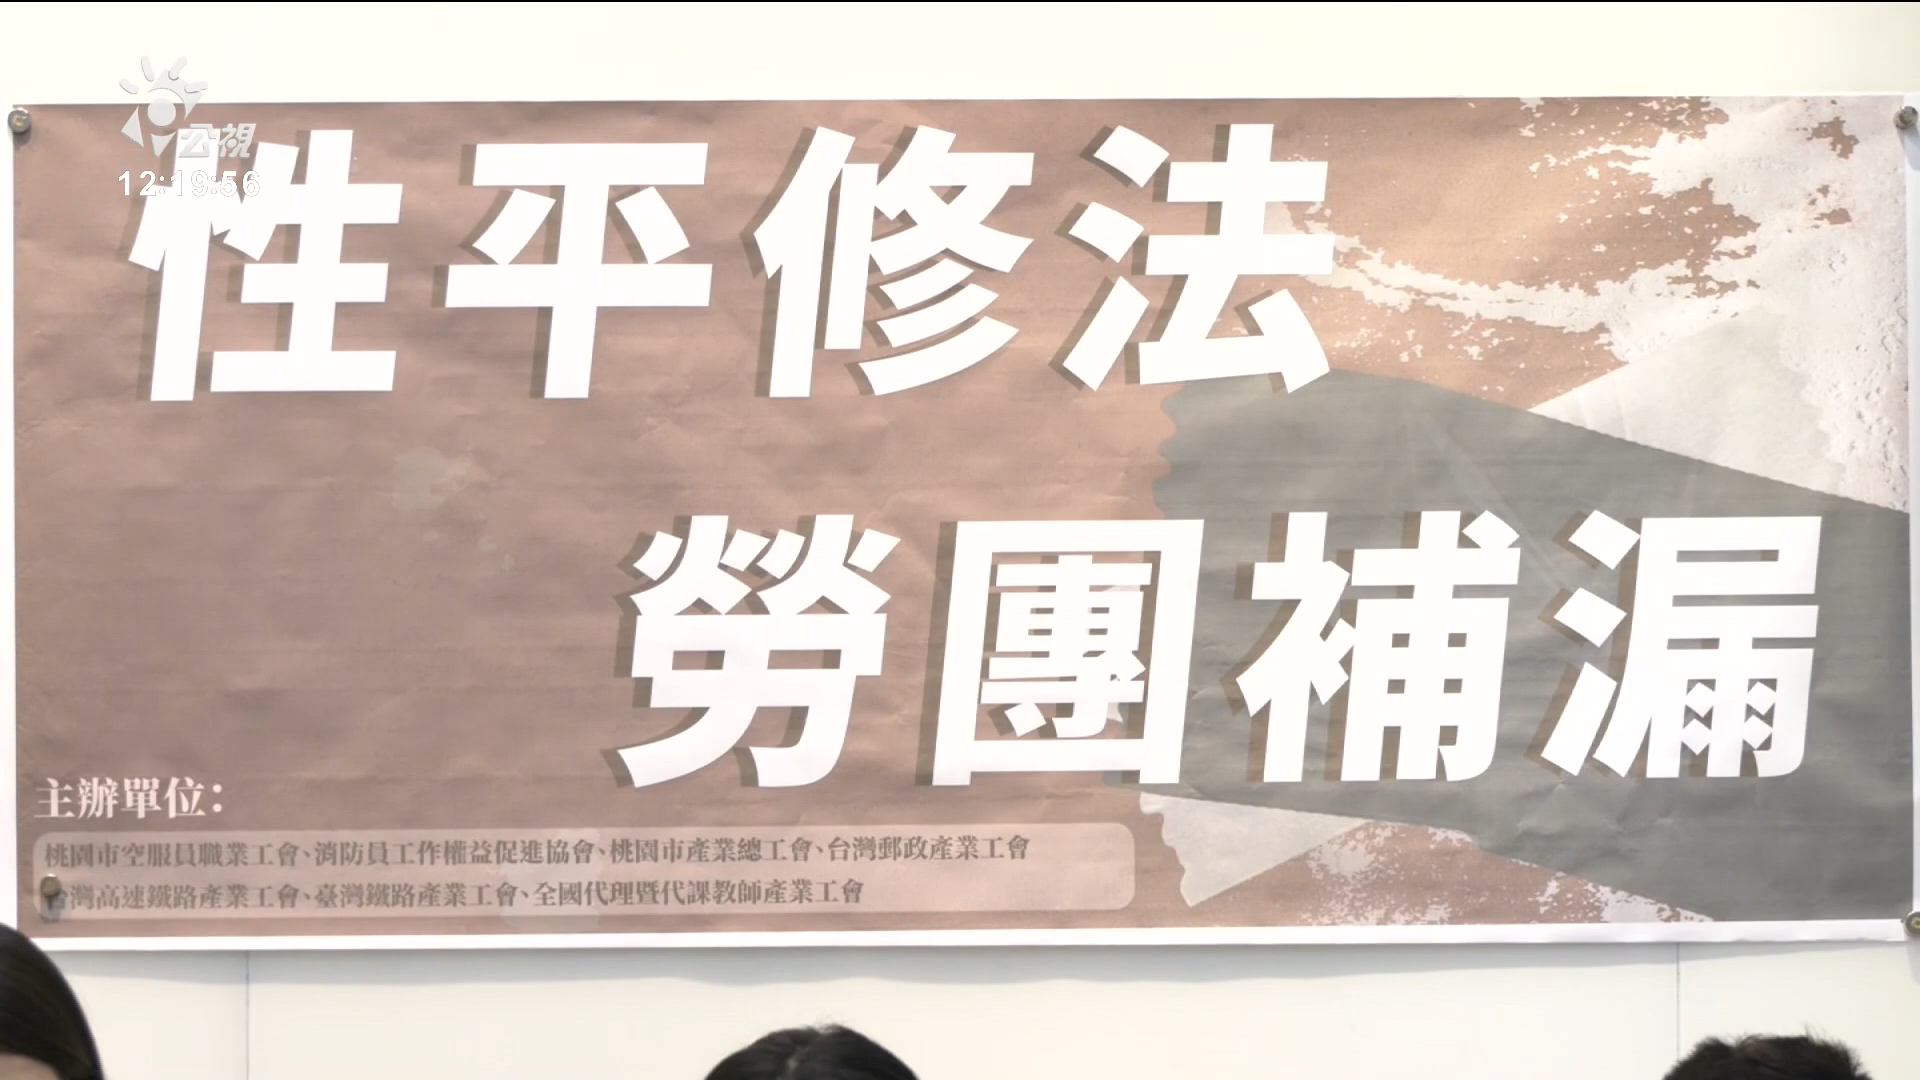 公視
12:19:56
性平修法
勞團補漏
主辦單位：
桃園市空服員職業工會、消防員工作權益促進協會、桃園市產業總工會、台灣郵政產業工會
台灣高速鐵路產業工會、臺灣鐵路產業工會、全國代理暨代課教師產業工會